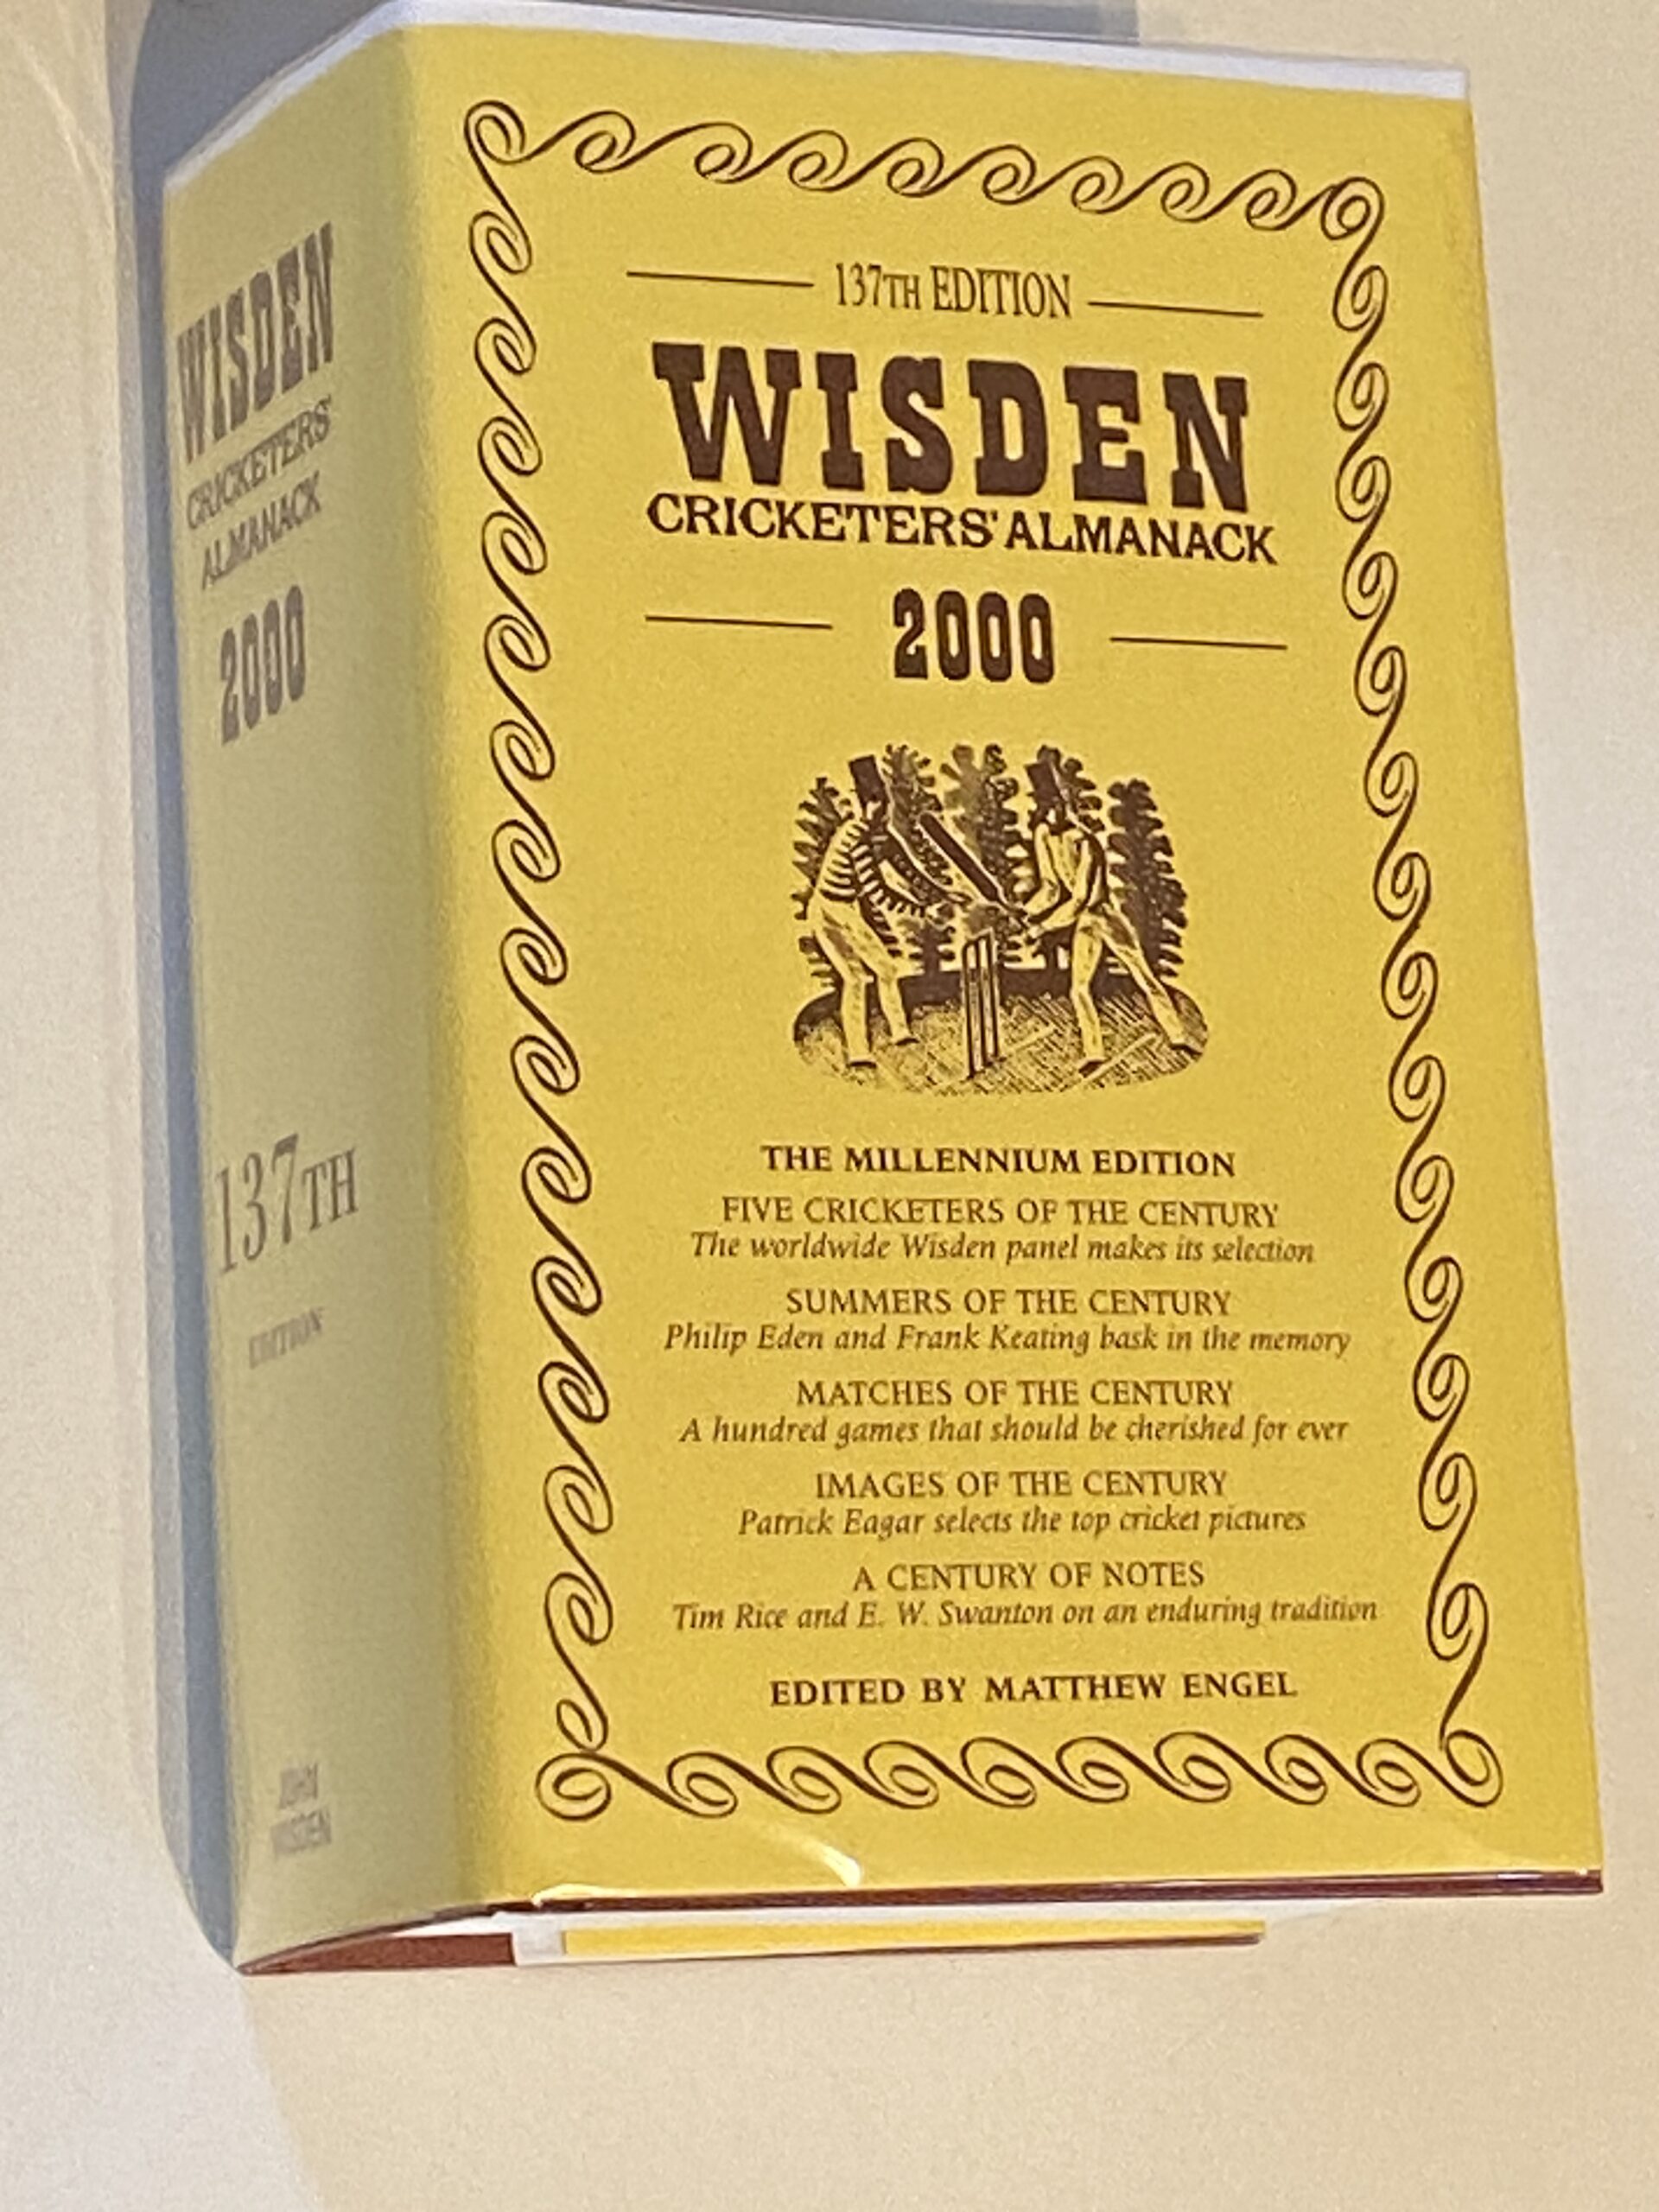 WISDEN
CRICKETERS'
ALMANACK
2000
137TH
EDITION
JOHN
WISDEN
137TH EDITION
WISDEN
CRICKETERS' ALMANACK
2000
THE MILLENNIUM EDITION
FIVE CRICKETERS OF THE CENTURY
The worldwide Wisden panel makes its selection
SUMMERS OF THE CENTURY
Philip Eden and Frank Keating bask in the memory
MATCHES OF THE CENTURY
A hundred games that should be cherished for ever
IMAGES OF THE CENTURY
Patrick Eagar selects the top cricket pictures
A CENTURY OF NOTES
Tim Rice and E. W. Swanton on an enduring tradition
EDITED BY MATTHEW ENGEL